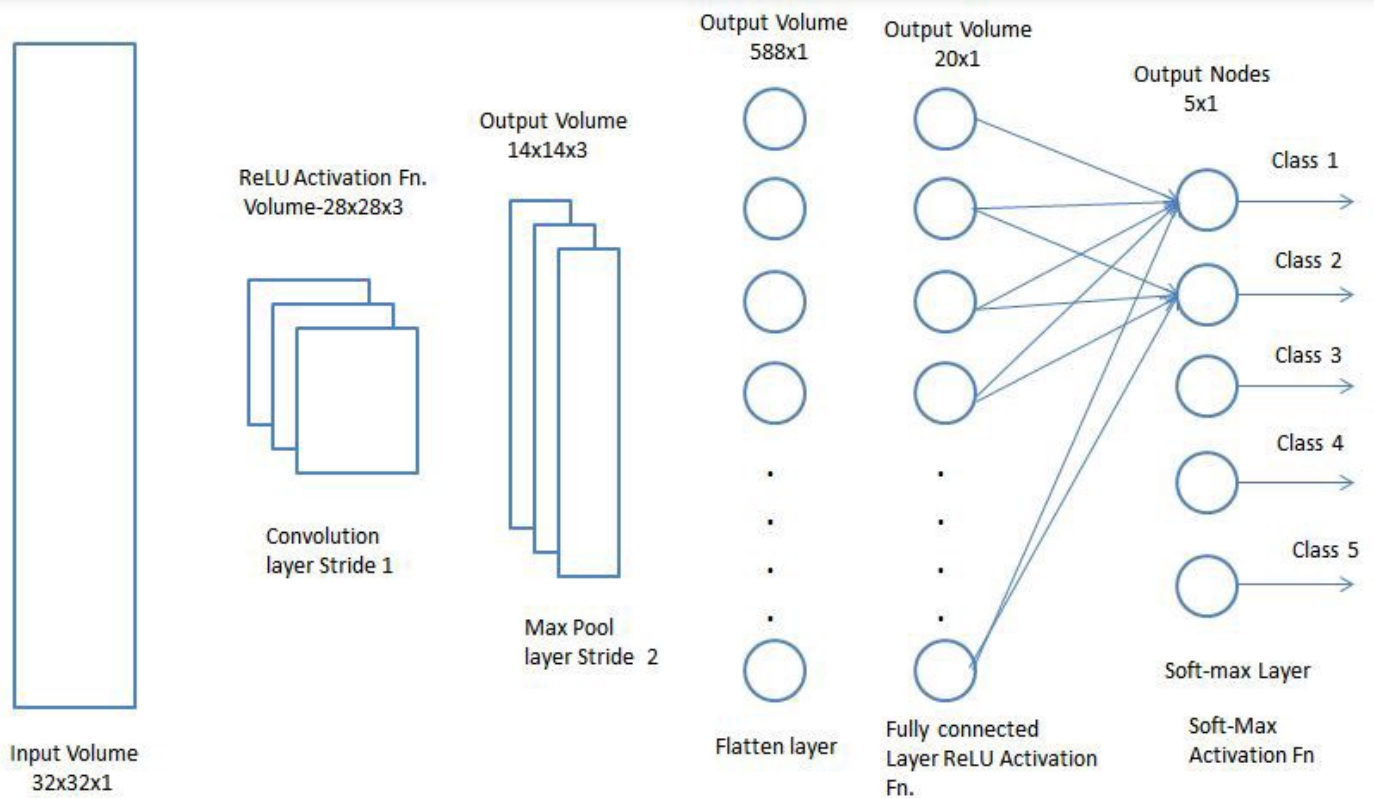 Input Volume
32x32x1
ReLU Activation Fn.
Volume-28x28x3
Convolution
layer Stride 1
Output Volume
14x14x3
Max Pool
layer Stride 2
Output Volume
588x1
Flatten layer
Output Volume
20x1
Fully connected
Layer ReLU Activation
Fn.
Output Nodes
5x1
Class 1
Class 2
Class 3
Class 4
Class 5
Soft-max Layer
Soft-Max
Activation Fn